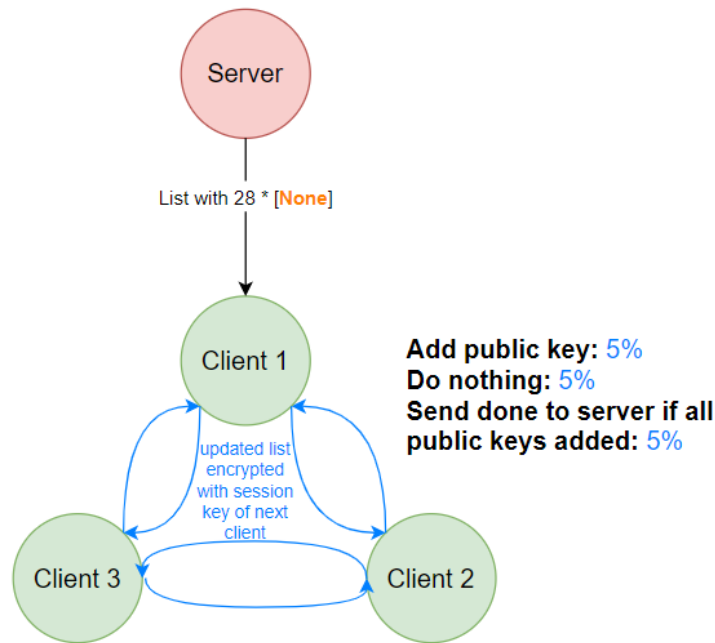 Server
List with 28 * [None]
Client 1
Add public key: 5%
Do nothing: 5%
Send done to server if all
public keys added: 5%
updated list
encrypted
with session
key of next
client
Client 3
Client 2